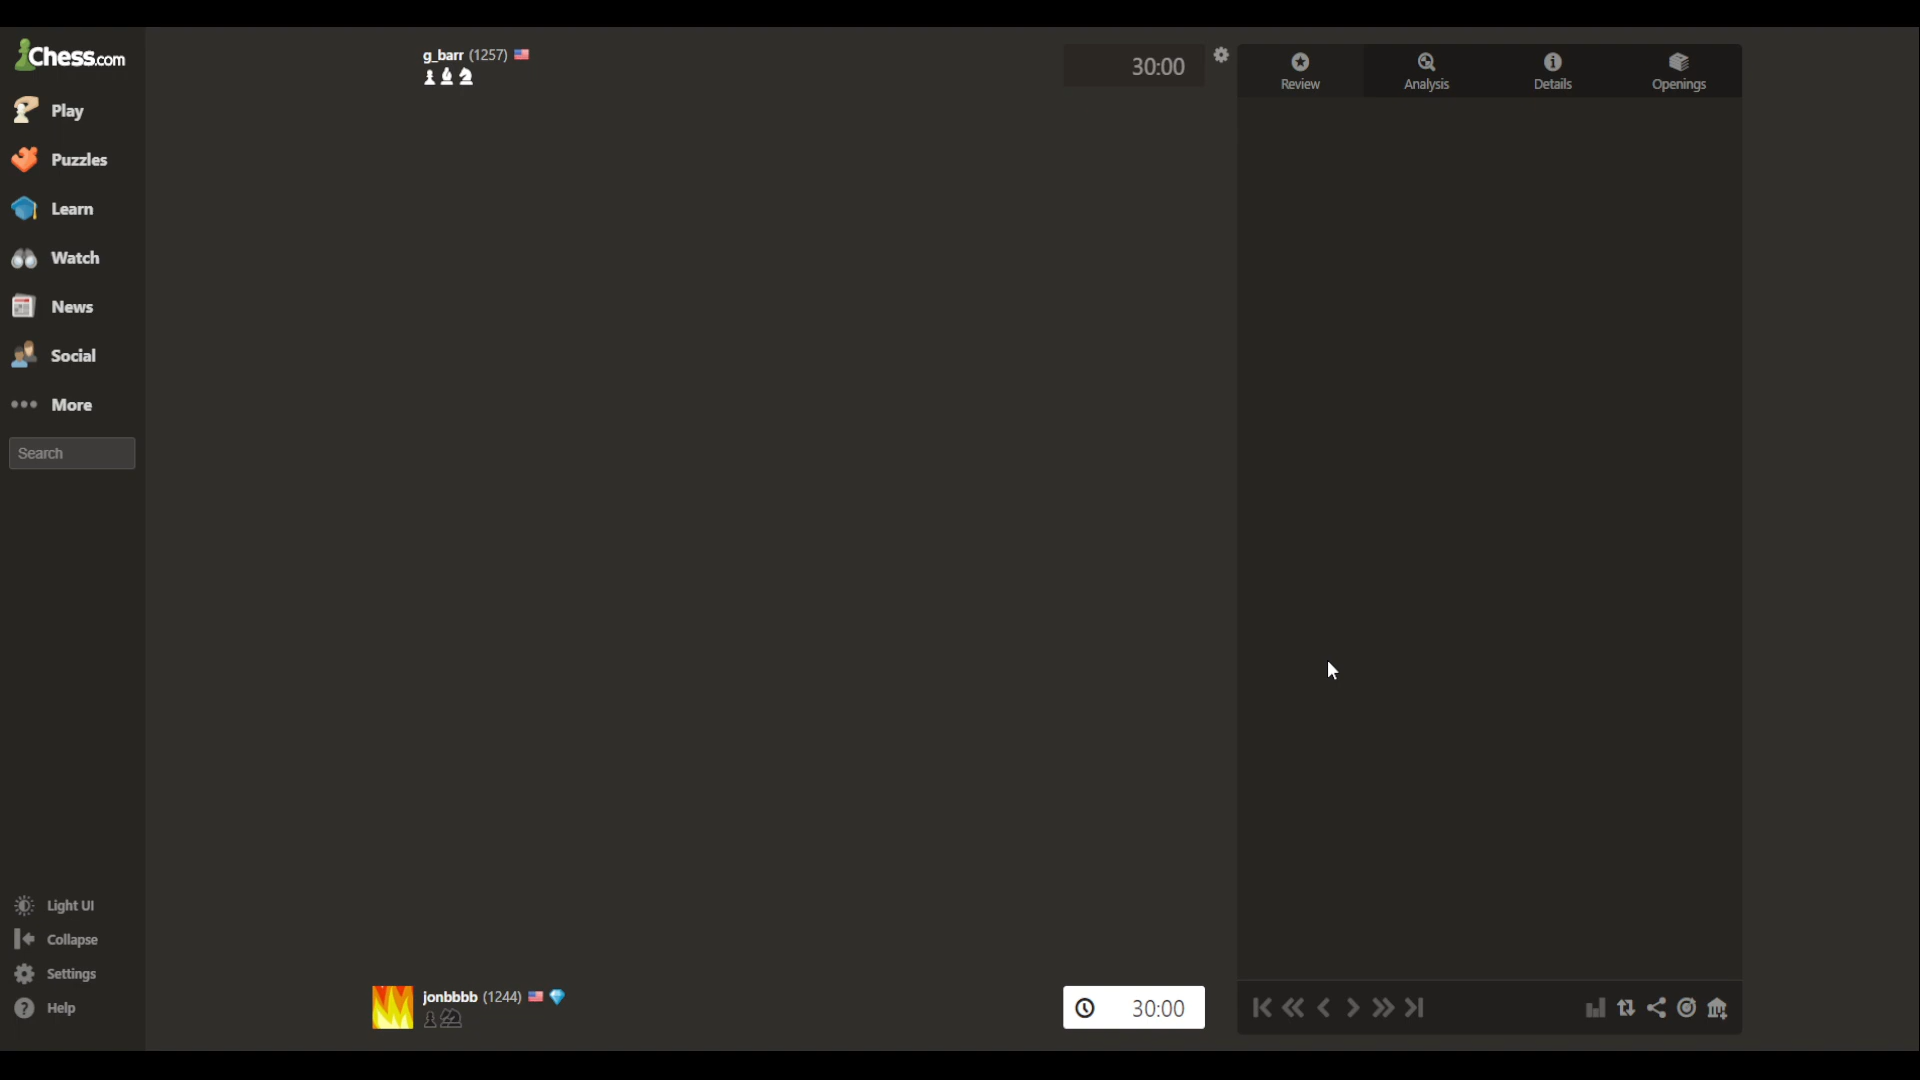 Chess.com
Play
Puzzles
Learn
Watch
News
Social
More
Search
Light UI
Collapse
Settings
Help
g_barr (1257)
30:00
Review
Analysis
Details
Openings
jonbbbb (1244)
30:00